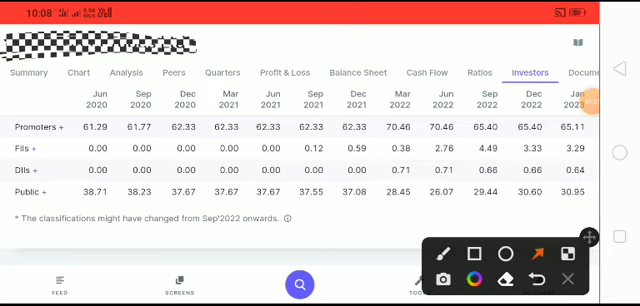 10:08
Summary Chart Analysis Peers Quarters Profit & Loss Balance Sheet Cash Flow Ratios Investors Docume
Jun 2020 Sep 2020 Dec 2020 Mar 2021 Jun 2021 Sep 2021 Dec 2021 Mar 2022 Jun 2022 Sep 2022 Dec 2022 Jan 2023
Promoters + 61.29 61.77 62.33 62.33 62.33 62.33 62.33 70.46 70.46 65.40 65.40 65.11
FIIs + 0.00 0.00 0.00 0.00 0.00 0.12 0.59 0.38 2.76 4.49 3.33 3.29
DIIs + 0.00 0.00 0.00 0.00 0.00 0.00 0.00 0.71 0.71 0.66 0.66 0.64
Public + 38.71 38.23 37.67 37.67 37.67 37.55 37.08 28.45 26.07 29.44 30.60 30.95
* The classifications might have changed from Sep'2022 onwards.
FEED SCREENS TOO